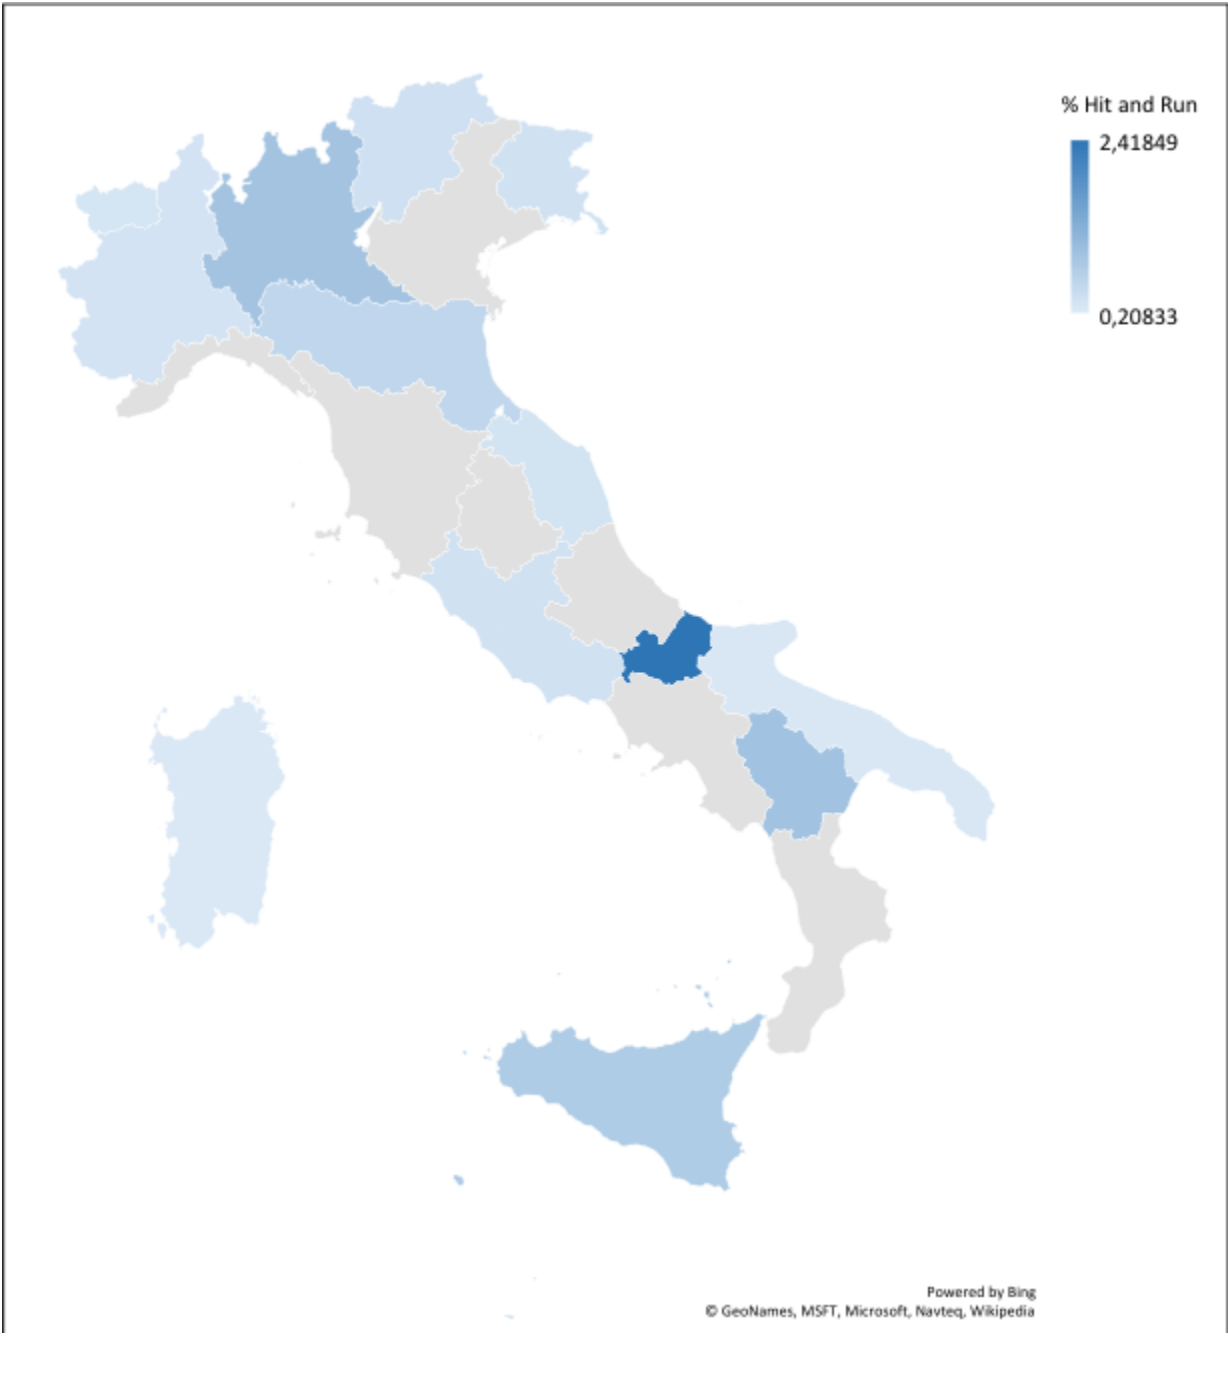 % Hit and Run
2,41849
0,20833
Powered by Bing
© GeoNames, MSFT, Microsoft, Navteq, Wikipedia